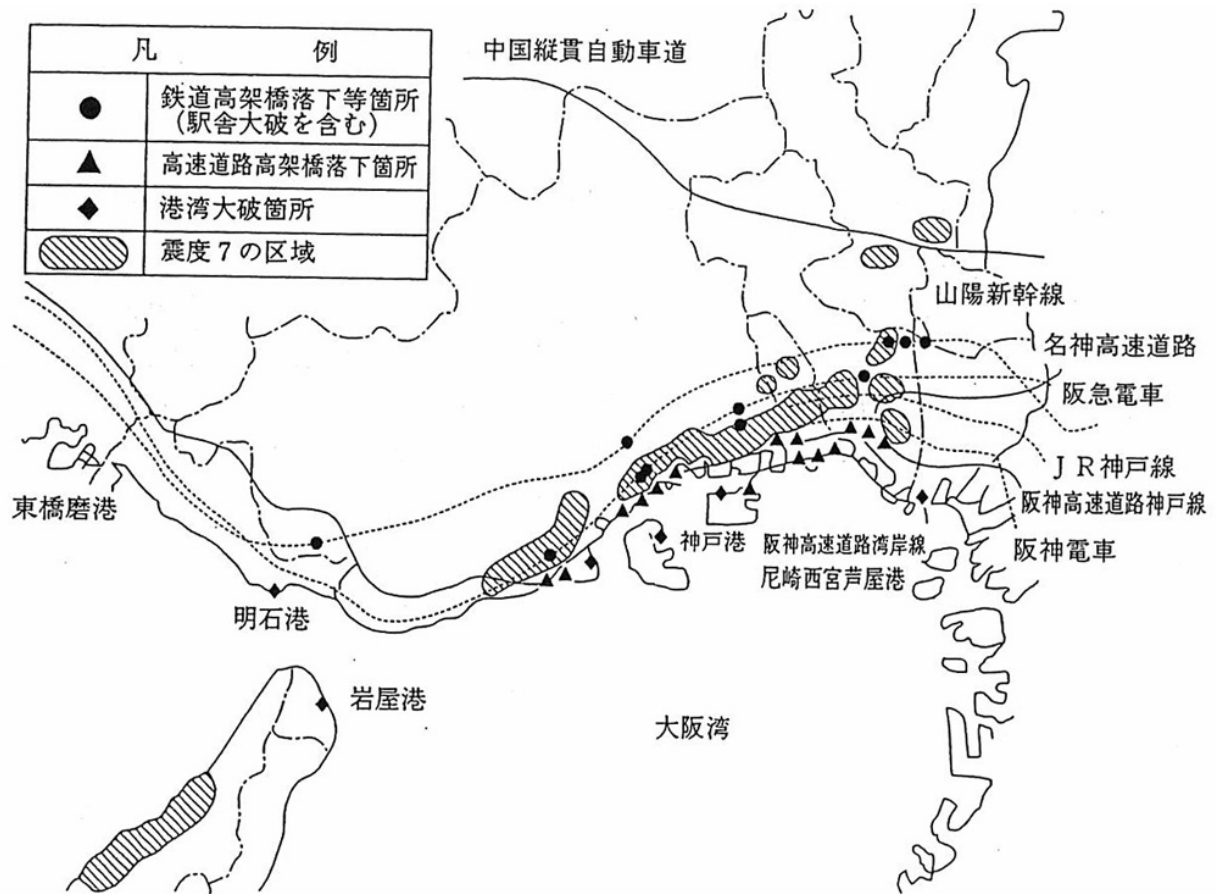 凡 例
鉄道高架橋落下等箇所
(駅舎大破を含む)
高速道路高架橋落下箇所
港湾大破箇所
震度7の区域
中国縦貫自動車道
山陽新幹線
名神高速道路
阪急電車
JR神戸線
阪神高速道路神戸線
阪神電車
東橋磨港
神戸港
阪神高速道路湾岸線
尼崎西宮芦屋港
明石港
岩屋港
大阪湾